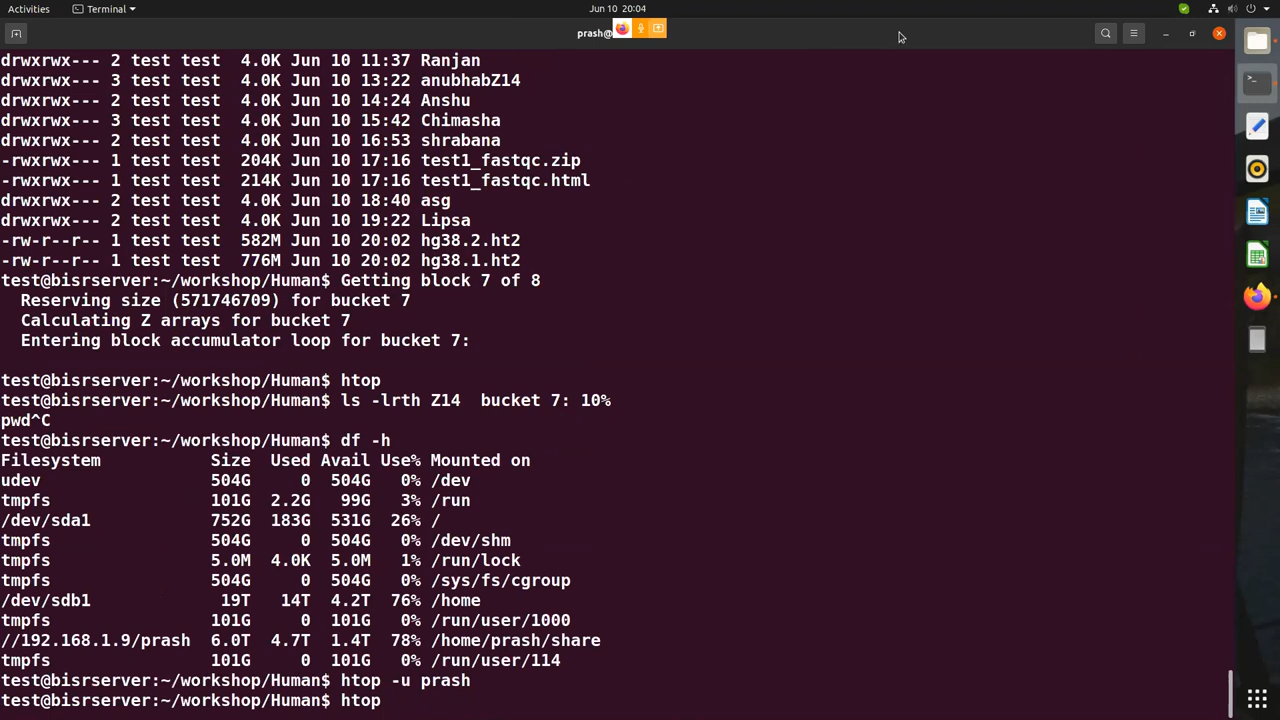 Activities Terminal Jun 10 20:04
prash@
drwxrwx--- 2 test test  4.0K Jun 10 11:37 Ranjan
drwxrwx--- 3 test test  4.0K Jun 10 13:22 anubhabZ14
drwxrwx--- 2 test test  4.0K Jun 10 14:24 Anshu
drwxrwx--- 3 test test  4.0K Jun 10 15:42 Chimasha
drwxrwx--- 2 test test  4.0K Jun 10 16:53 shrabana
-rwxrwx--- 1 test test  204K Jun 10 17:16 test1_fastqc.zip
-rwxrwx--- 1 test test  214K Jun 10 17:16 test1_fastqc.html
drwxrwx--- 2 test test  4.0K Jun 10 18:40 asg
drwxrwx--- 2 test test  4.0K Jun 10 19:22 Lipsa
-rw-r--r-- 1 test test  582M Jun 10 20:02 hg38.2.ht2
-rw-r--r-- 1 test test  776M Jun 10 20:02 hg38.1.ht2
test@bisrserver:~/workshop/Human$ Getting block 7 of 8
  Reserving size (571746709) for bucket 7
  Calculating Z arrays for bucket 7
  Entering block accumulator loop for bucket 7:
test@bisrserver:~/workshop/Human$ htop
test@bisrserver:~/workshop/Human$ ls -lrth Z14  bucket 7: 10%
pwd^C
test@bisrserver:~/workshop/Human$ df -h
Filesystem           Size  Used Avail Use% Mounted on
udev                 504G     0  504G   0% /dev
tmpfs                101G  2.2G   99G   3% /run
/dev/sda1            752G  183G  531G  26% /
tmpfs                504G     0  504G   0% /dev/shm
tmpfs                5.0M  4.0K  5.0M   1% /run/lock
tmpfs                504G     0  504G   0% /sys/fs/cgroup
/dev/sdb1             19T   14T  4.2T  76% /home
tmpfs                101G     0  101G   0% /run/user/1000
//192.168.1.9/prash  6.0T  4.7T  1.4T  78% /home/prash/share
tmpfs                101G     0  101G   0% /run/user/114
test@bisrserver:~/workshop/Human$ htop -u prash
test@bisrserver:~/workshop/Human$ htop